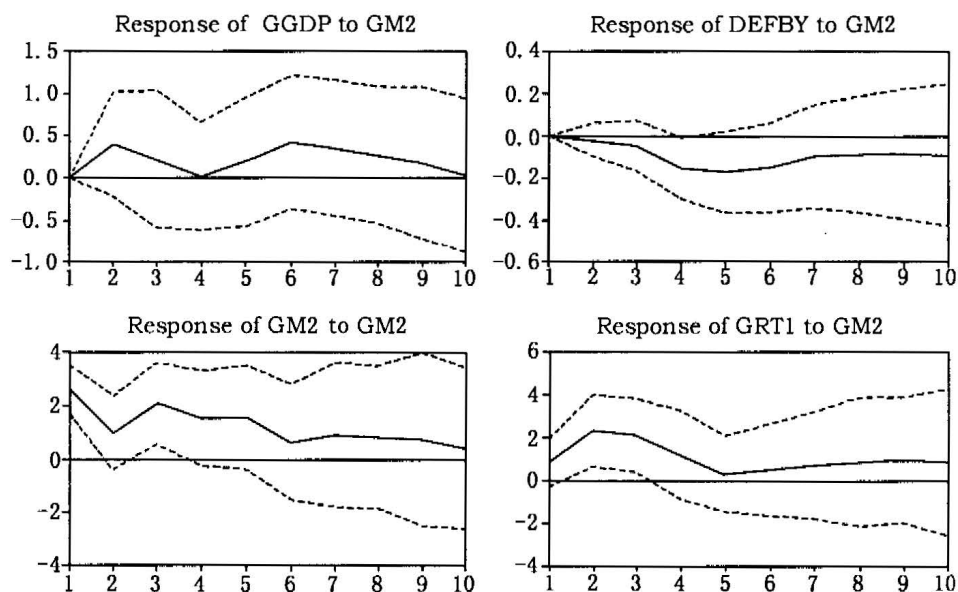 Response of GGDP to GM2
1.5
1.0
0.5
0.0
-0.5
-1.0
1 2 3 4 5 6 7 8 9 10
Response of DEFBY to GM2
0.4
0.2
0.0
-0.2
-0.4
-0.6
1 2 3 4 5 6 7 8 9 10
Response of GM2 to GM2
4
2
0
-2
-4
1 2 3 4 5 6 7 8 9 10
Response of GRT1 to GM2
6
4
2
0
-2
-4
1 2 3 4 5 6 7 8 9 10